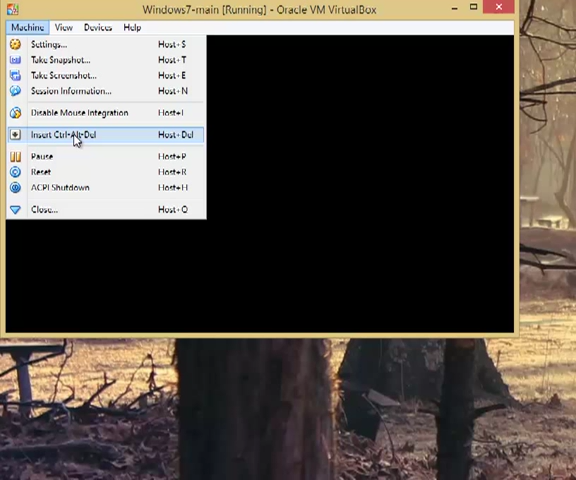 Windows7-main [Running] - Oracle VM VirtualBox
Machine View Devices Help
Settings... Host+S
Take Snapshot... Host+T
Take Screenshot... Host+E
Session Information... Host+N
Disable Mouse Integration Host+I
Insert Ctrl-Alt-Del Host+Del
Pause Host+P
Reset Host+R
ACPI Shutdown Host+H
Close... Host+Q